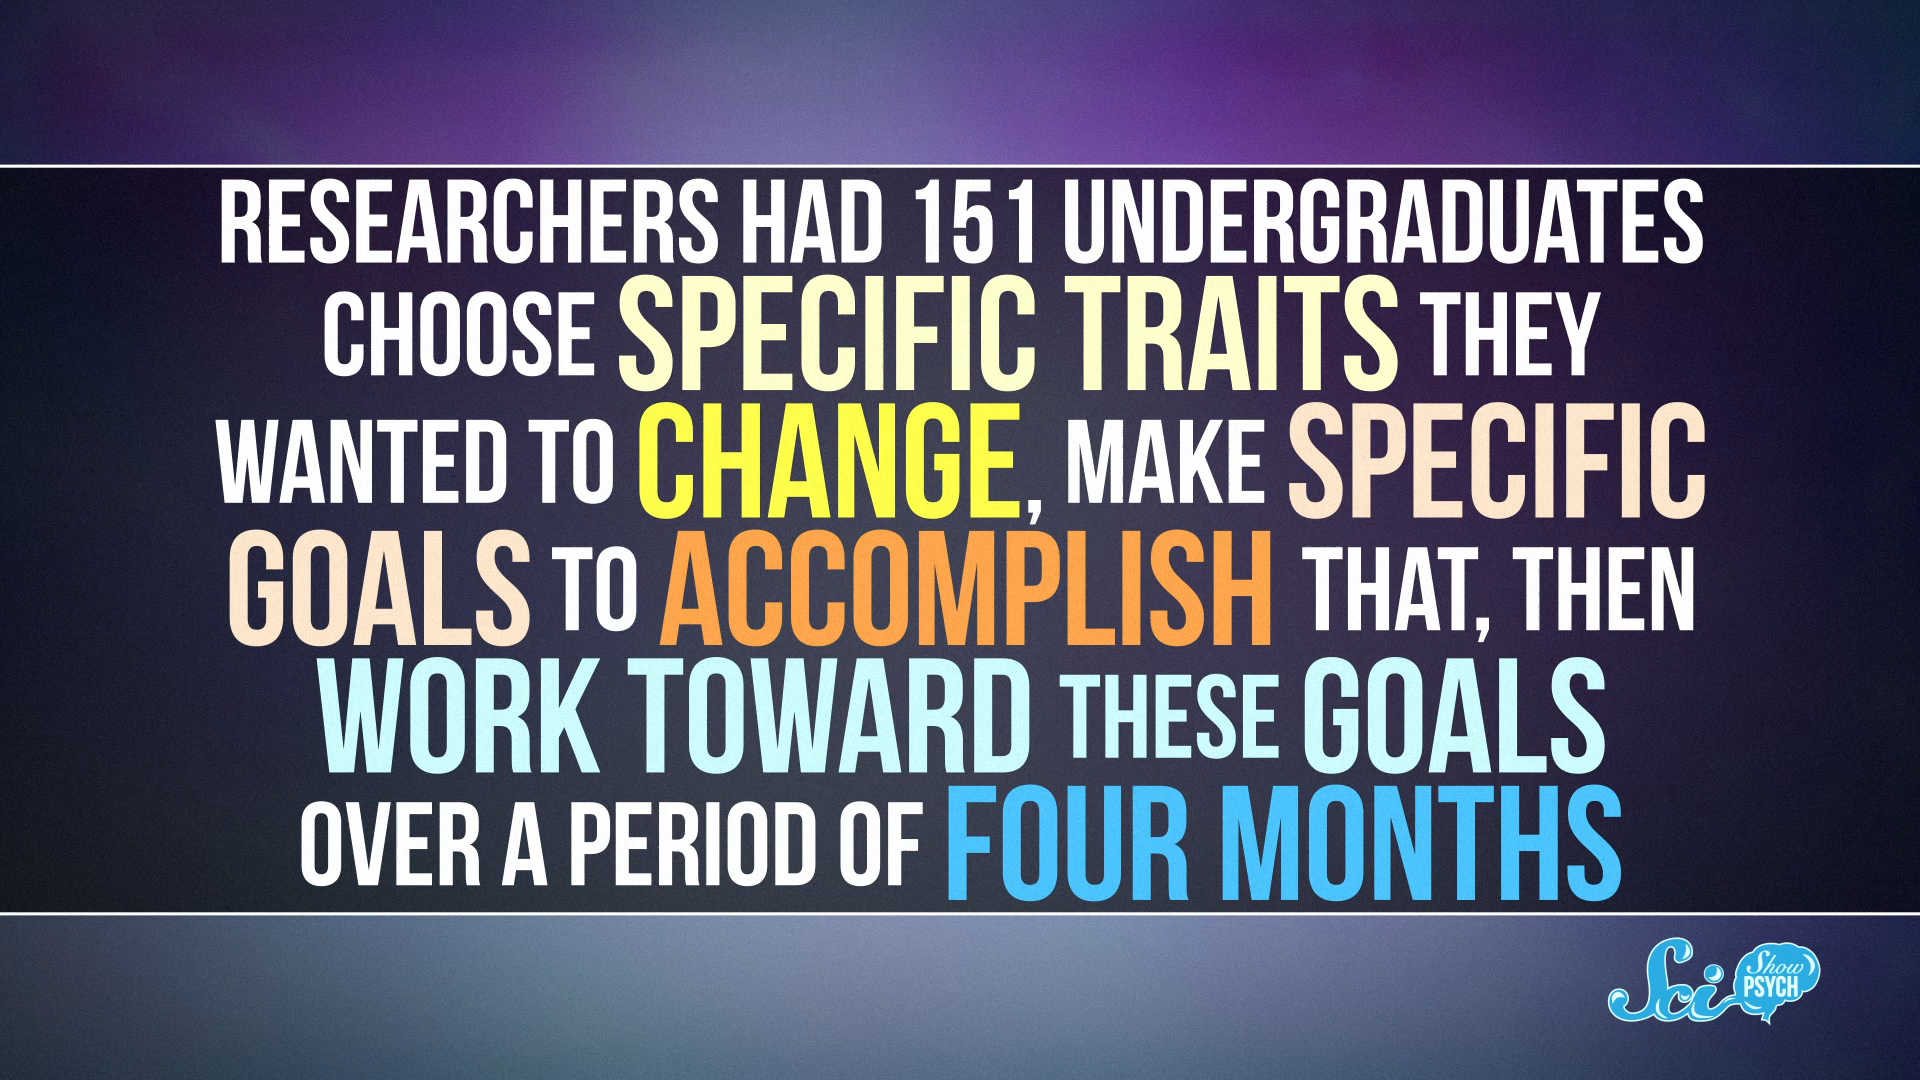 RESEARCHERS HAD 151 UNDERGRADUATES
CHOOSE SPECIFIC TRAITS THEY
WANTED TO CHANGE, MAKE SPECIFIC
GOALS TO ACCOMPLISH THAT, THEN
WORK TOWARD THESE GOALS
OVER A PERIOD OF FOUR MONTHS
Sci Show
PSYCH